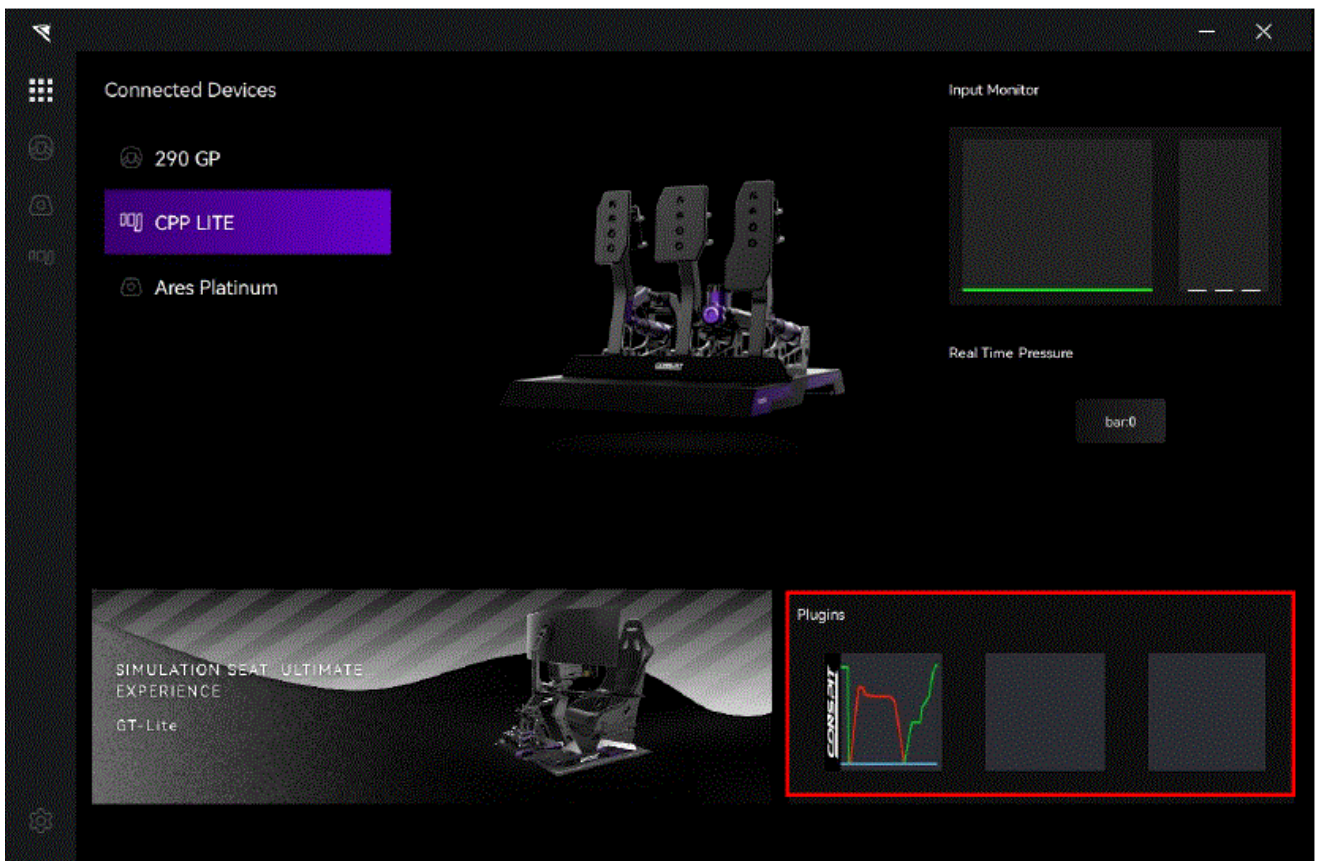 Connected Devices
290 GP
CPP LITE
Ares Platinum
Input Monitor
Real Time Pressure
bar:0
SIMULATION SEAT, ULTIMATE
EXPERIENCE
GT-Lite
Plugins
CONSPIT